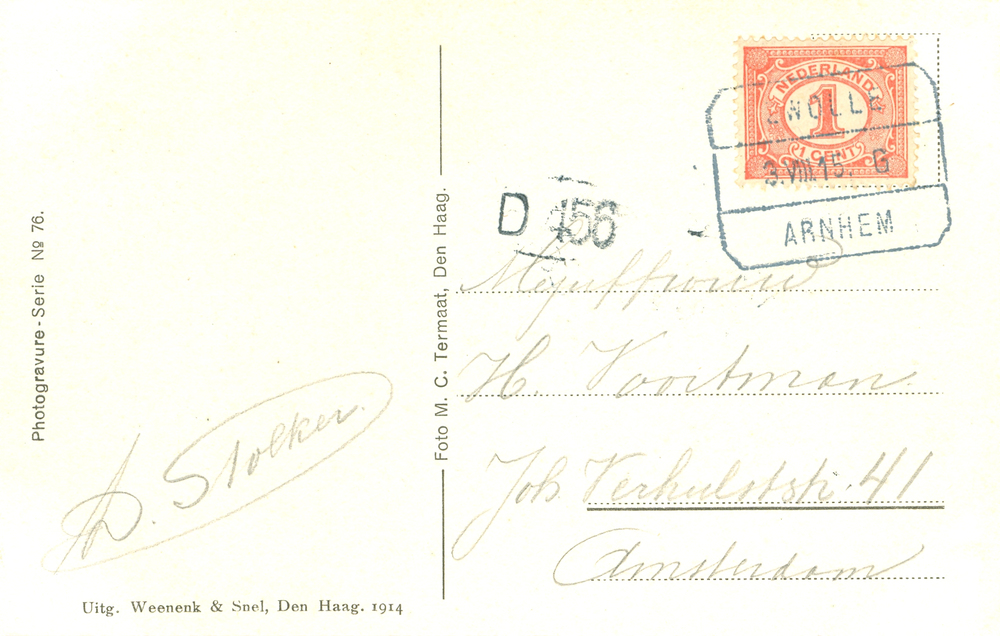 Photogravure-Serie № 76.
D. Stolker.
Uitg. Weenenk & Snel, Den Haag. 1914
Foto M. C. Termaat, Den Haag.
NEDERLAND
1
1 CENT
ZWOLLE
3 VIII.15. G
ARNHEM
D 156
Mejuffrouw
H. Voortman.
Joh. Verhulststr. 41
Amsterdam